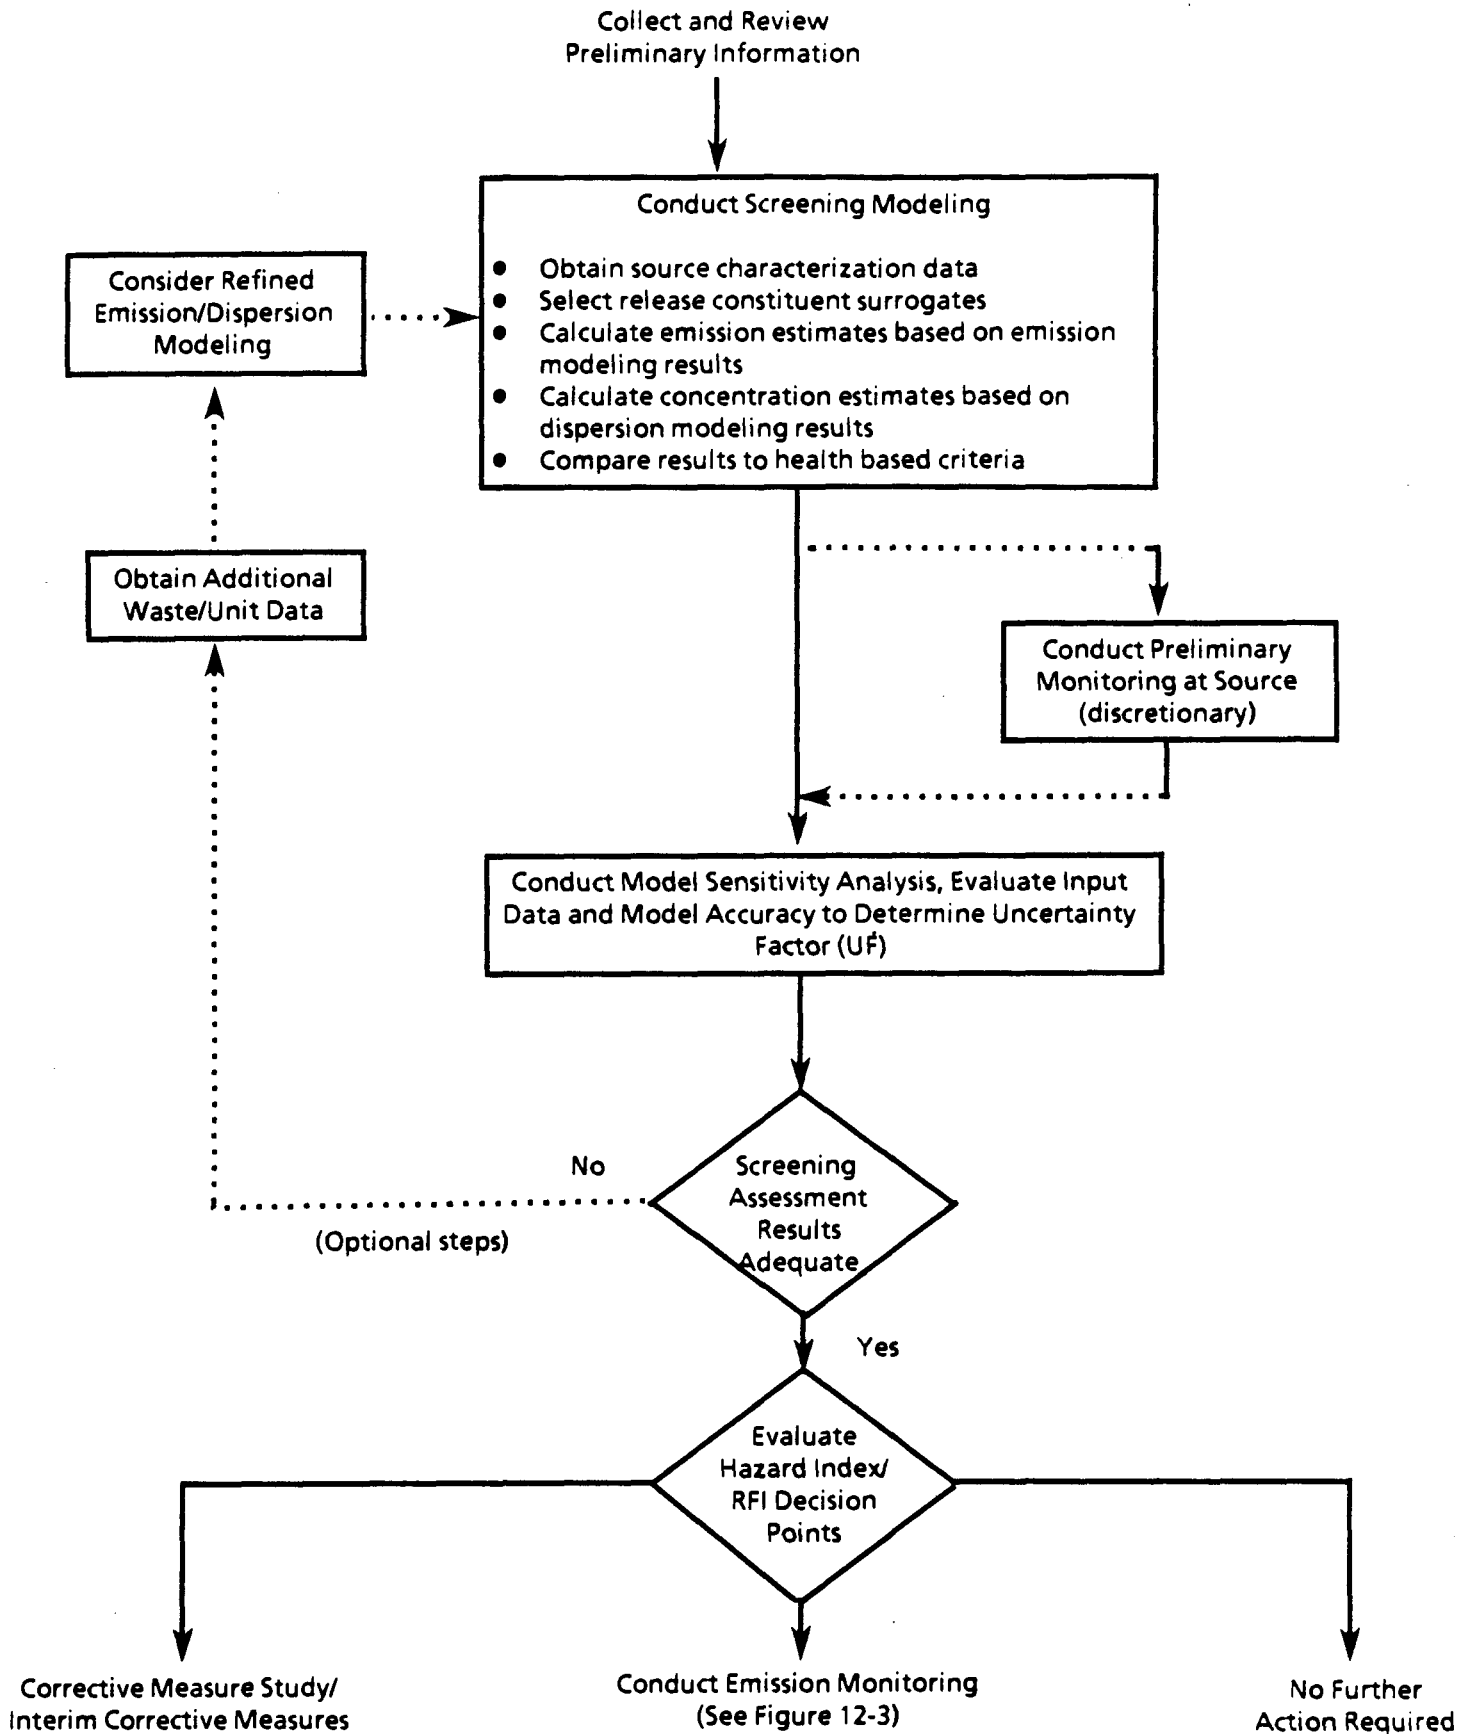 Collect and Review
Preliminary Information
Conduct Screening Modeling
● Obtain source characterization data
● Select release constituent surrogates
● Calculate emission estimates based on emission
modeling results
● Calculate concentration estimates based on
dispersion modeling results
● Compare results to health based criteria
Consider Refined
Emission/Dispersion
Modeling
Obtain Additional
Waste/Unit Data
Conduct Preliminary
Monitoring at Source
(discretionary)
Conduct Model Sensitivity Analysis, Evaluate Input
Data and Model Accuracy to Determine Uncertainty
Factor (UF)
No
(Optional steps)
Screening
Assessment
Results
Adequate
Yes
Evaluate
Hazard Index/
RFI Decision
Points
Corrective Measure Study/
Interim Corrective Measures
Conduct Emission Monitoring
(See Figure 12-3)
No Further
Action Required